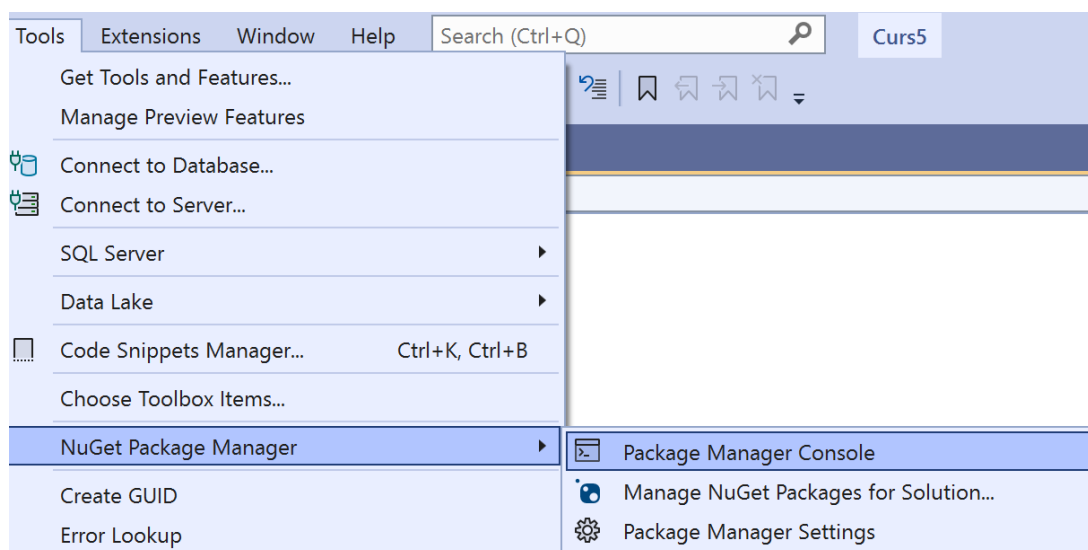 Tools Extensions Window Help Search (Ctrl+Q) Curs5
Get Tools and Features...
Manage Preview Features
Connect to Database...
Connect to Server...
SQL Server
Data Lake
Code Snippets Manager... Ctrl+K, Ctrl+B
Choose Toolbox Items...
NuGet Package Manager
Package Manager Console
Create GUID
Manage NuGet Packages for Solution...
Error Lookup
Package Manager Settings